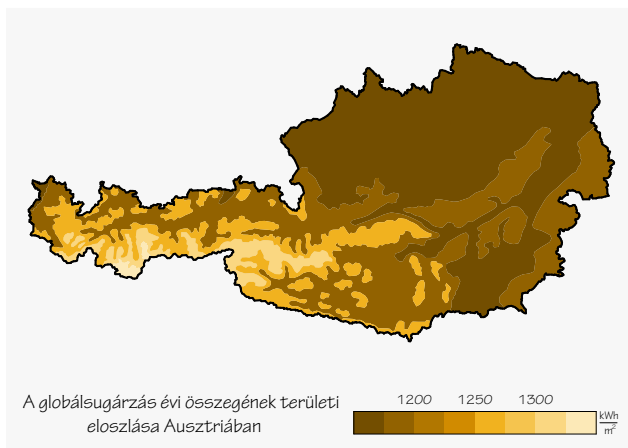 A globálsugárzás évi összegének területi
eloszlása Ausztriában
1200 1250 1300
kWh
m²